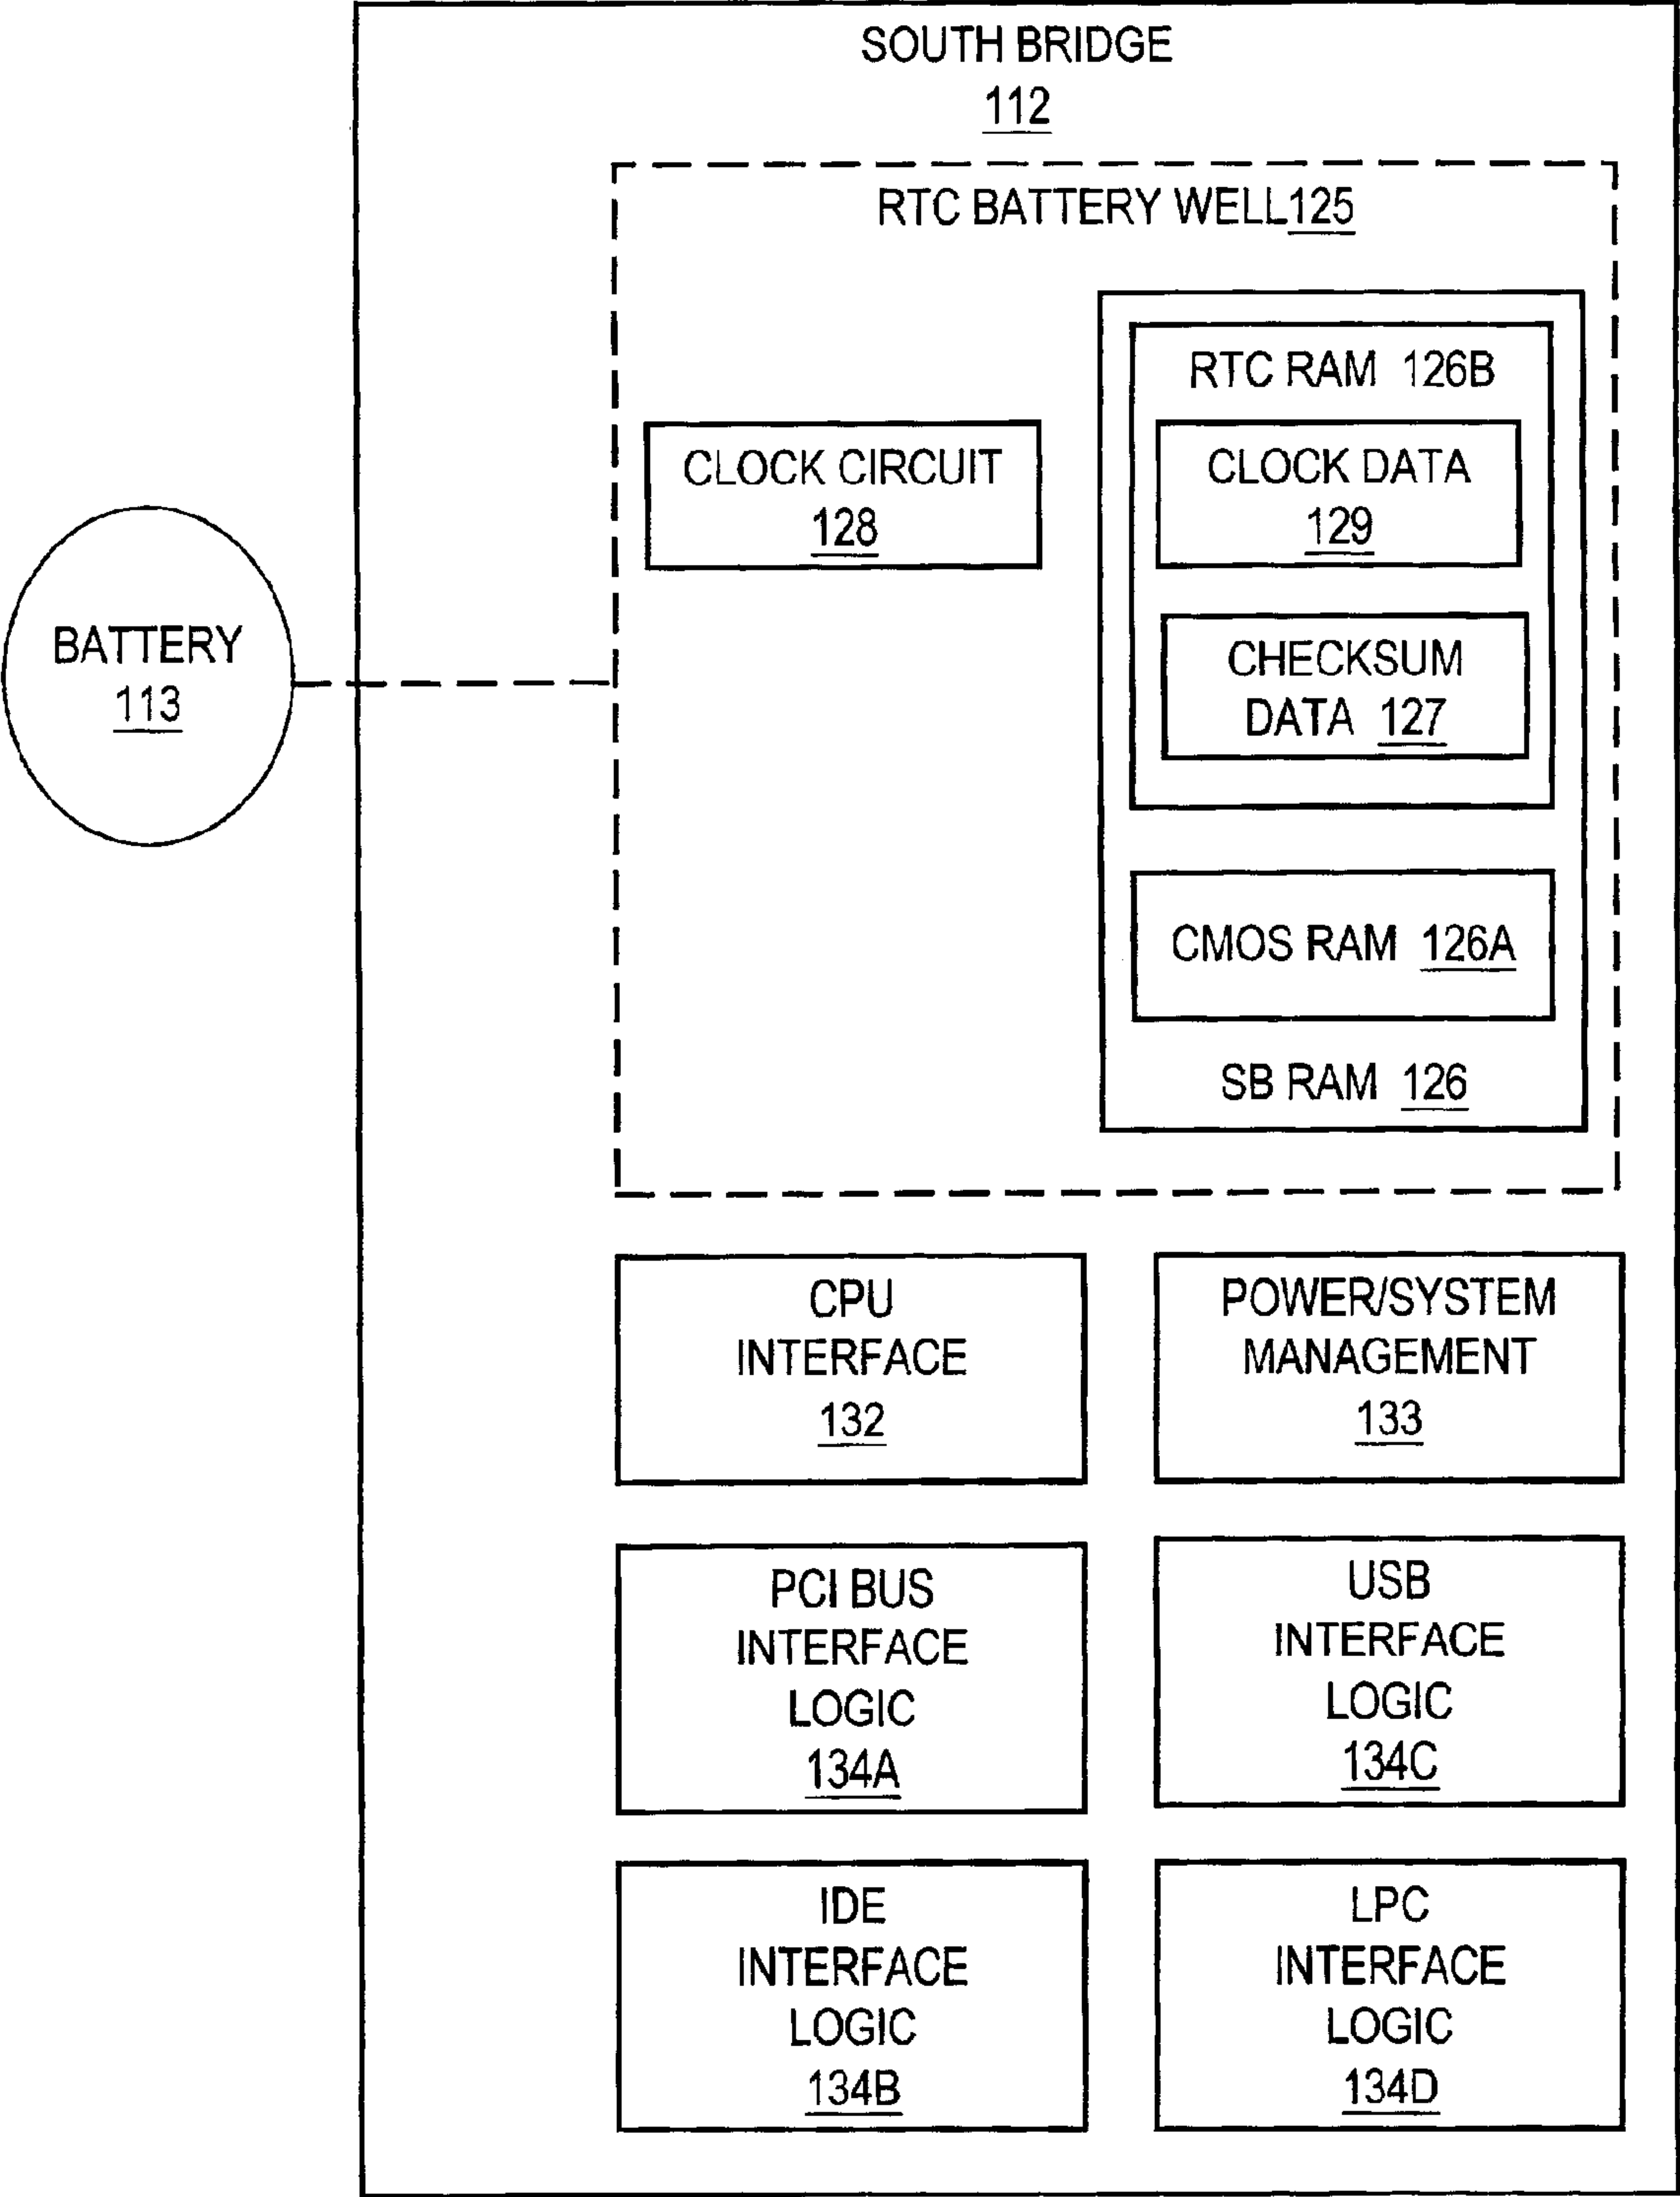 SOUTH BRIDGE
112
RTC BATTERY WELL 125
RTC RAM 126B
CLOCK CIRCUIT
128
CLOCK DATA
129
BATTERY
113
CHECKSUM
DATA 127
CMOS RAM 126A
SB RAM 126
CPU
INTERFACE
132
POWER/SYSTEM
MANAGEMENT
133
PCI BUS
INTERFACE
LOGIC
134A
USB
INTERFACE
LOGIC
134C
IDE
INTERFACE
LOGIC
134B
LPC
INTERFACE
LOGIC
134D